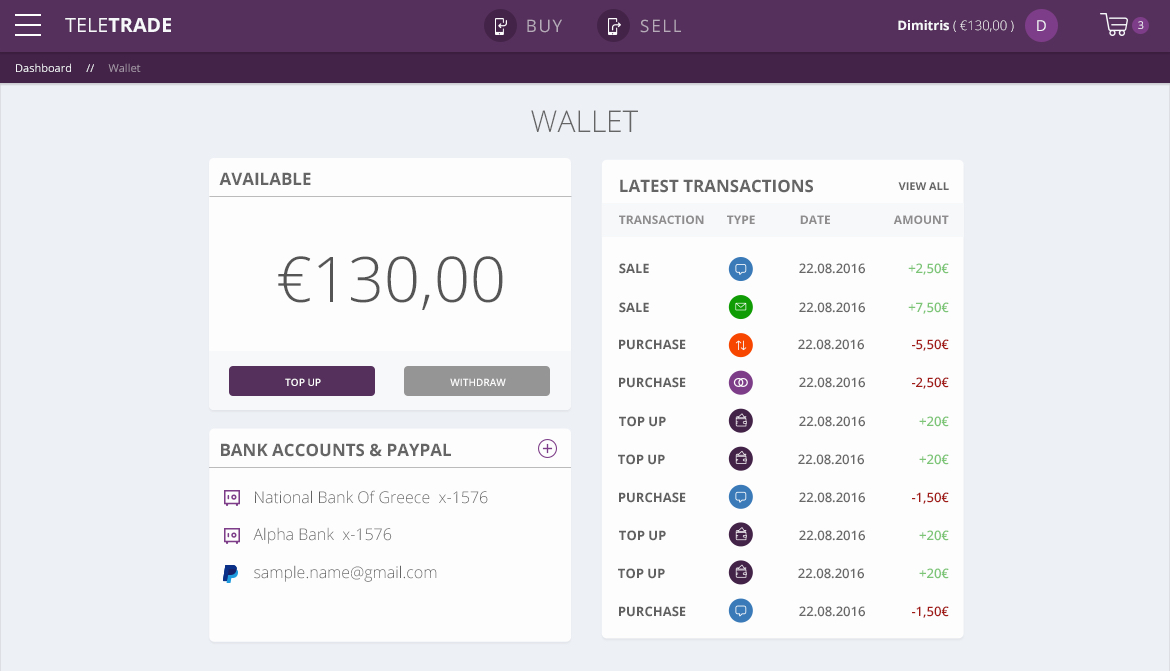 TELETRADE
BUY
SELL
Dimitris ( €130,00 )
D
3
Dashboard // Wallet
WALLET
AVAILABLE
€130,00
TOP UP
WITHDRAW
BANK ACCOUNTS & PAYPAL
National Bank Of Greece x-1576
Alpha Bank x-1576
sample.name@gmail.com
LATEST TRANSACTIONS
VIEW ALL
TRANSACTION TYPE DATE AMOUNT
SALE 22.08.2016 +2,50€
SALE 22.08.2016 +7,50€
PURCHASE 22.08.2016 -5,50€
PURCHASE 22.08.2016 -2,50€
TOP UP 22.08.2016 +20€
TOP UP 22.08.2016 +20€
PURCHASE 22.08.2016 -1,50€
TOP UP 22.08.2016 +20€
TOP UP 22.08.2016 +20€
PURCHASE 22.08.2016 -1,50€